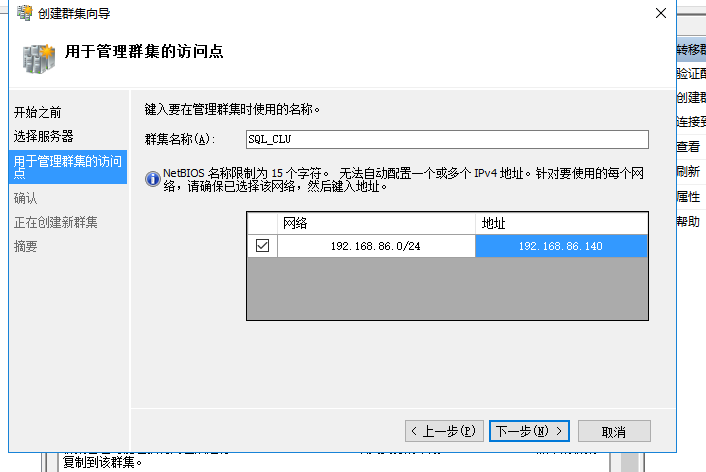 创建群集向导
用于管理群集的访问点
开始之前
选择服务器
用于管理群集的访问
点
确认
正在创建新群集
摘要
键入要在管理群集时使用的名称。
群集名称(A):
SQL_CLU
NetBIOS 名称限制为 15 个字符。 无法自动配置一个或多个 IPv4 地址。针对要使用的每个网
络，请确保已选择该网络，然后键入地址。
网络 地址
192.168.86.0/24 192.168.86.140
< 上一步(P) 下一步(N) > 取消
转移群
验证配
创建群
连接到
查看
刷新
属性
帮助
复制到该群集。